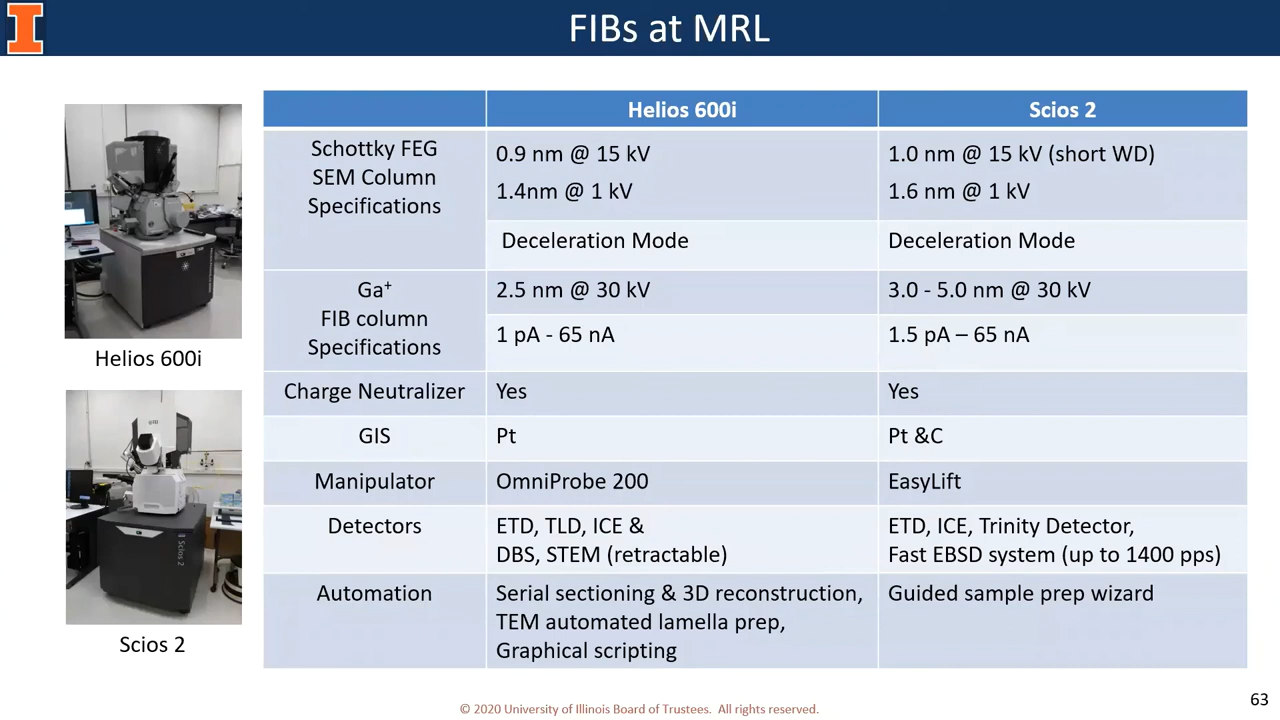 FIBs at MRL
Helios 600i
Scios 2
Schottky FEG
SEM Column
Specifications
0.9 nm @ 15 kV
1.4nm @ 1 kV
1.0 nm @ 15 kV (short WD)
1.6 nm @ 1 kV
Deceleration Mode
Deceleration Mode
Ga⁺
FIB column
Specifications
2.5 nm @ 30 kV
3.0 - 5.0 nm @ 30 kV
1 pA - 65 nA
1.5 pA – 65 nA
Charge Neutralizer
Yes
Yes
GIS
Pt
Pt &C
Manipulator
OmniProbe 200
EasyLift
Detectors
ETD, TLD, ICE &
DBS, STEM (retractable)
ETD, ICE, Trinity Detector,
Fast EBSD system (up to 1400 pps)
Automation
Serial sectioning & 3D reconstruction,
TEM automated lamella prep,
Graphical scripting
Guided sample prep wizard
Helios 600i
Scios 2
Scios 2
© 2020 University of Illinois Board of Trustees. All rights reserved.
63